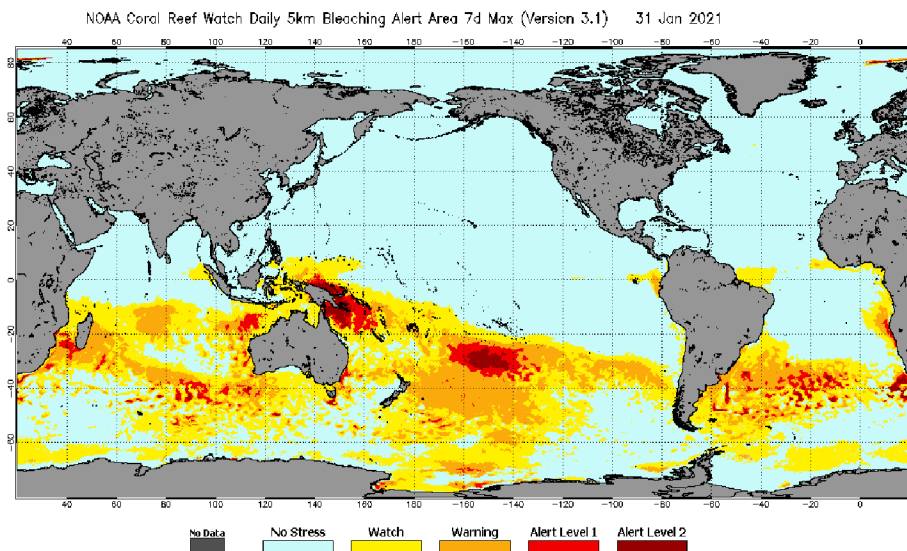 NOAA Coral Reef Watch Daily 5km Bleaching Alert Area 7d Max (Version 3.1) 31 Jan 2021
40 60 80 100 120 140 160 180 -160 -140 -120 -100 -80 -60 -40 -20 0
80
60
40
20
0
-20
-40
-60
40 60 80 100 120 140 160 180 -160 -140 -120 -100 -80 -60 -40 -20 0
No Data No Stress Watch Warning Alert Level 1 Alert Level 2